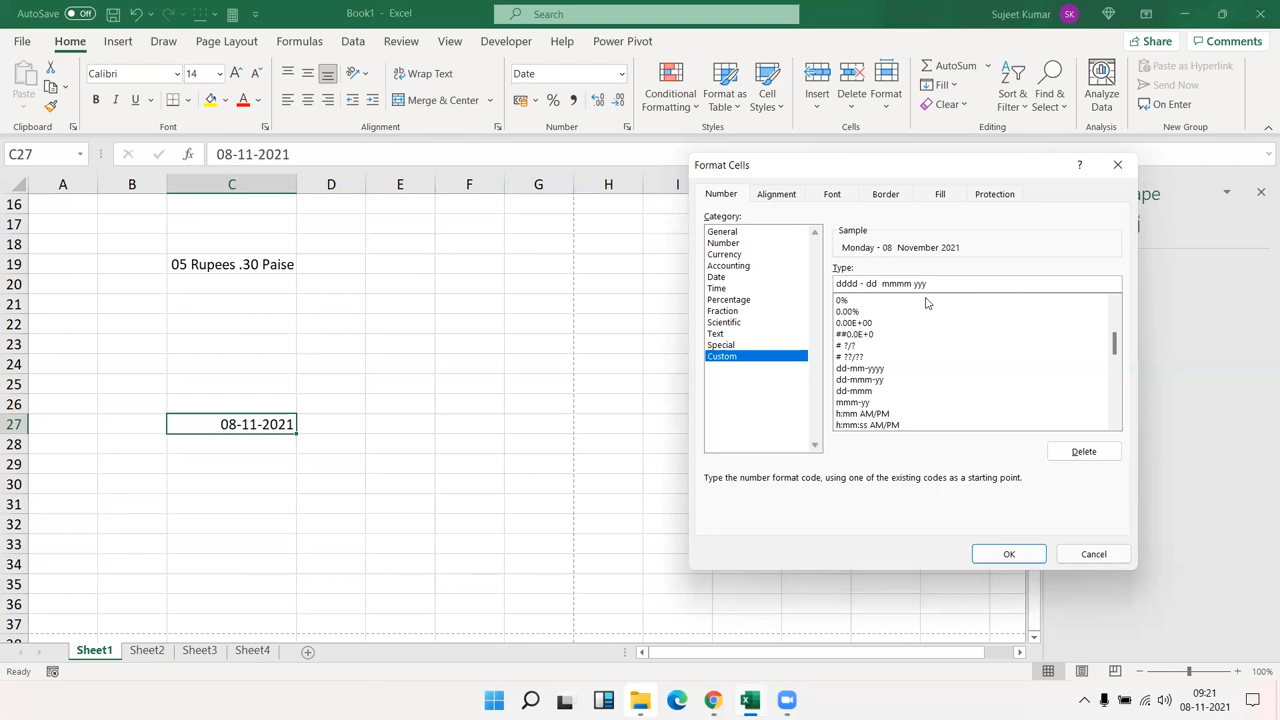 AutoSave Off Book1 - Excel Search Sujeet Kumar SK
File Home Insert Draw Page Layout Formulas Data Review View Developer Help Power Pivot Share Comments
Paste Calibri 14 A A Wrap Text Date Conditional Formatting Format as Table Cell Styles Insert Delete Format AutoSum Sort & Filter Find & Select Analyze Data Paste as Hyperlink
B I U A Merge & Center % , Fill Send Now
Clear On Enter
Clipboard Font Alignment Number Styles Cells Editing Analysis New Group
C27 fx 08-11-2021
Format Cells ? ape
A B C D E F G H I
Number Alignment Font Border Fill Protection
Category: Sample
General
Number Monday - 08 November 2021
Currency
Accounting Type:
Date dddd - dd mmmm yyy
Time
Percentage 0%
Fraction 0.00%
Scientific 0.00E+00
Text ##0.0E+0
Special # ?/?
Custom # ??/??
dd-mm-yyyy
dd-mmm-yy
dd-mmm
mmm-yy
h:mm AM/PM
h:mm:ss AM/PM
Delete
Type the number format code, using one of the existing codes as a starting point.
OK Cancel
16
17
18
19 05 Rupees .30 Paise
20
21
22
23
24
25
26
27 08-11-2021
28
29
30
31
32
33
34
35
36
37
Sheet1 Sheet2 Sheet3 Sheet4
Ready 100%
09:21
08-11-2021